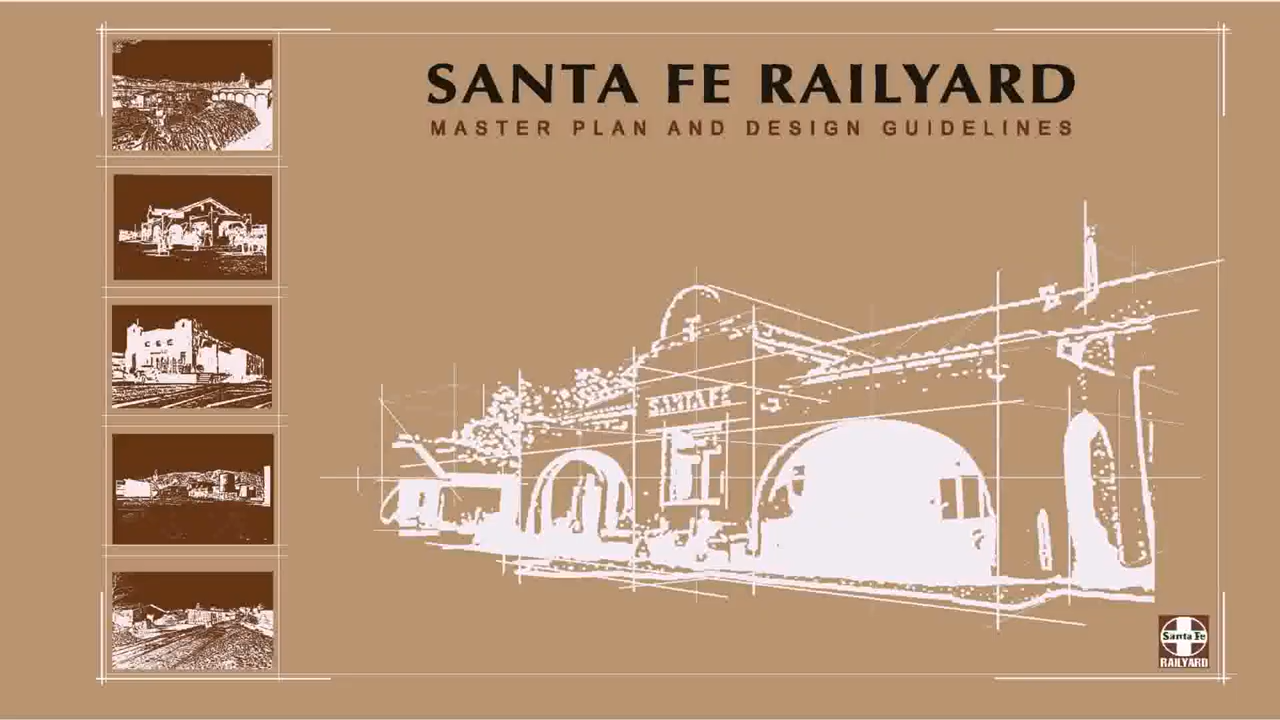 SANTA FE RAILYARD
MASTER PLAN AND DESIGN GUIDELINES
SANTA FE
Santa Fe
RAILYARD